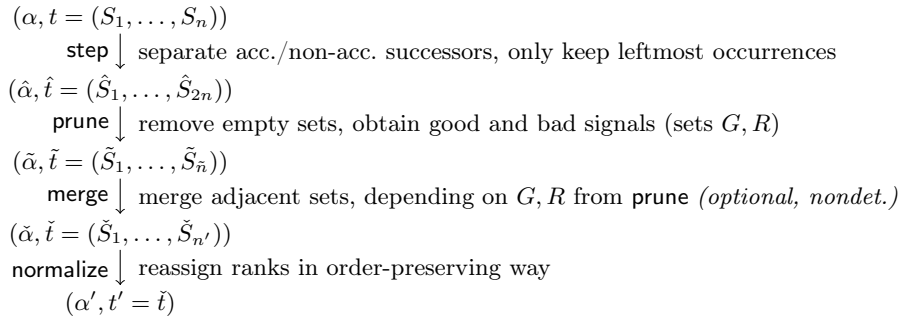 (α, t = (S₁, . . . , Sₙ))
step ↓ separate acc./non-acc. successors, only keep leftmost occurrences
(α̂, t̂ = (Ŝ₁, . . . , Ŝ₂ₙ))
prune ↓ remove empty sets, obtain good and bad signals (sets G, R)
(α̃, t̃ = (S̃₁, . . . , S̃ₙ̃))
merge ↓ merge adjacent sets, depending on G, R from prune (optional, nondet.)
(α̌, ť = (Š₁, . . . , Šₙ′))
normalize ↓ reassign ranks in order-preserving way
(α′, t′ = ť)